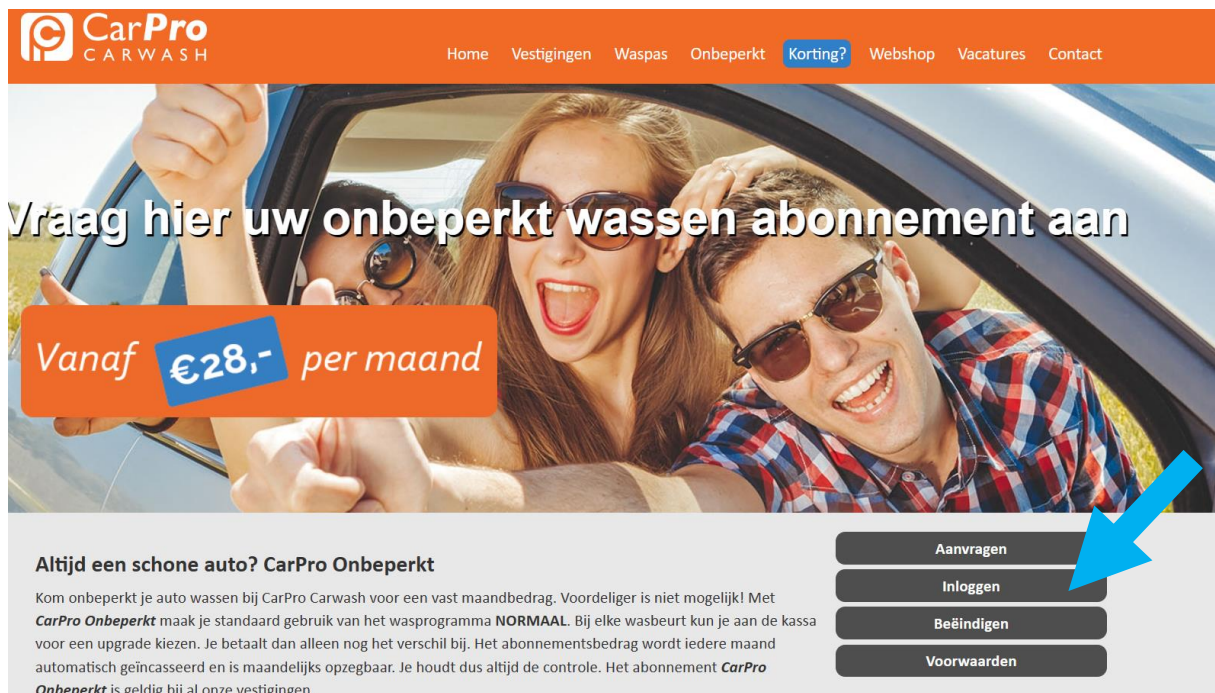 CarPro
CARWASH
Home Vestigingen Waspas Onbeperkt Korting? Webshop Vacatures Contact
Vraag hier uw onbeperkt wassen abonnement aan
Vanaf €28,- per maand
Altijd een schone auto? CarPro Onbeperkt
Kom onbeperkt je auto wassen bij CarPro Carwash voor een vast maandbedrag. Voordeliger is niet mogelijk! Met
CarPro Onbeperkt maak je standaard gebruik van het wasprogramma NORMAAL. Bij elke wasbeurt kun je aan de kassa
voor een upgrade kiezen. Je betaalt dan alleen nog het verschil bij. Het abonnementsbedrag wordt iedere maand
automatisch geïncasseerd en is maandelijks opzegbaar. Je houdt dus altijd de controle. Het abonnement CarPro
Onbeperkt is geldig bij al onze vestigingen
Aanvragen
Inloggen
Beëindigen
Voorwaarden